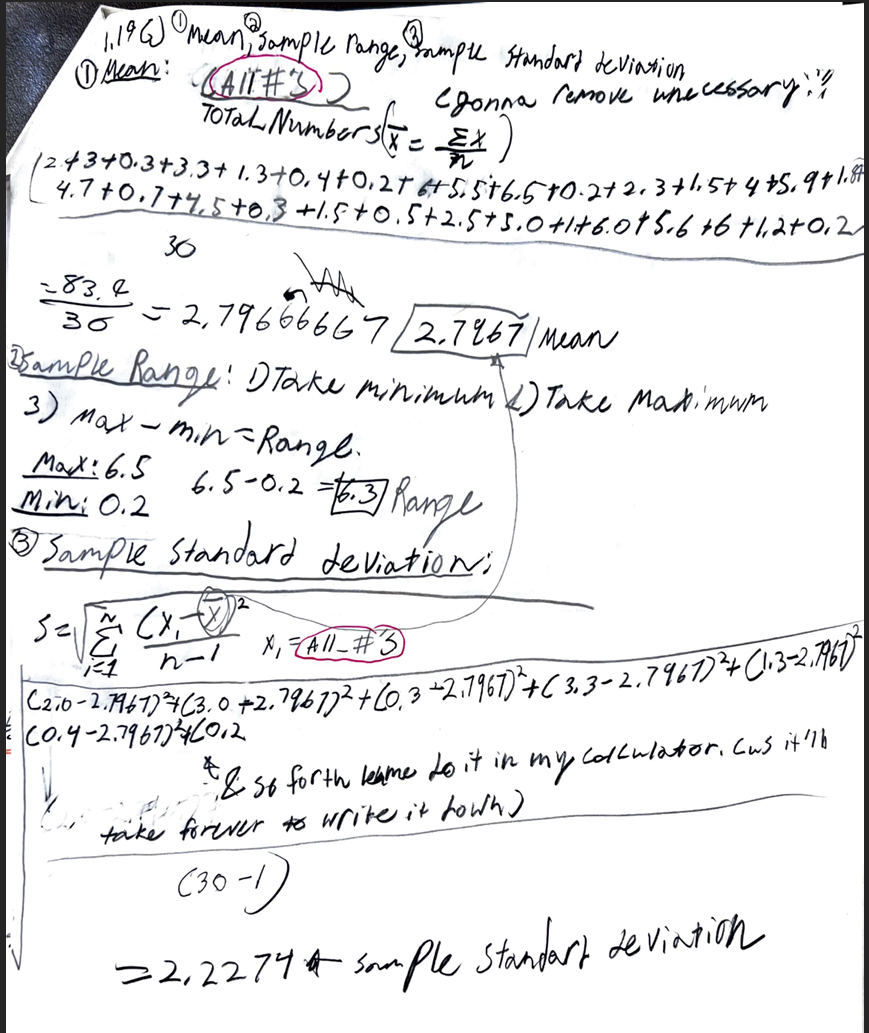 1.19 a) ① Mean, ② Sample range, ③ Sample standard deviation
① Mean: (All #'s)
(gonna remove unecessary
Total Numbers ( x̄ = Σx / n )
(2.+3+0.3+3.3+1.3+0.4+0.2+6+5.5+6.5+0.2+2.3+1.5+4+5.9+1.8+
4.7+0.7+4.5+0.3+1.5+0.5+2.5+5.0+1+6.0+5.6+6+1.2+0.2
30
=83.9 / 30 = 2.79666667 2.7967 Mean
② Sample Range: 1) Take minimum 2) Take Maximum
3) Max - min = Range.
Max: 6.5
6.5-0.2 = 6.3 Range
Min: 0.2
③ Sample standard deviation:
S = √ n Σ i=1 (x₁ - x̄)² / n-1 x₁ = All_#'s
(2.0-2.7967)²+(3.0+2.7967)²+(0.3-2.7967)²+(3.3-2.7967)²+(1.3-2.7967)²
(0.4-2.7967)²+(0.2
* & so forth lemme do it in my calculator. Cus it'll
take forever to write it down)
(30-1)
=2.2274 ← sample standard deviation